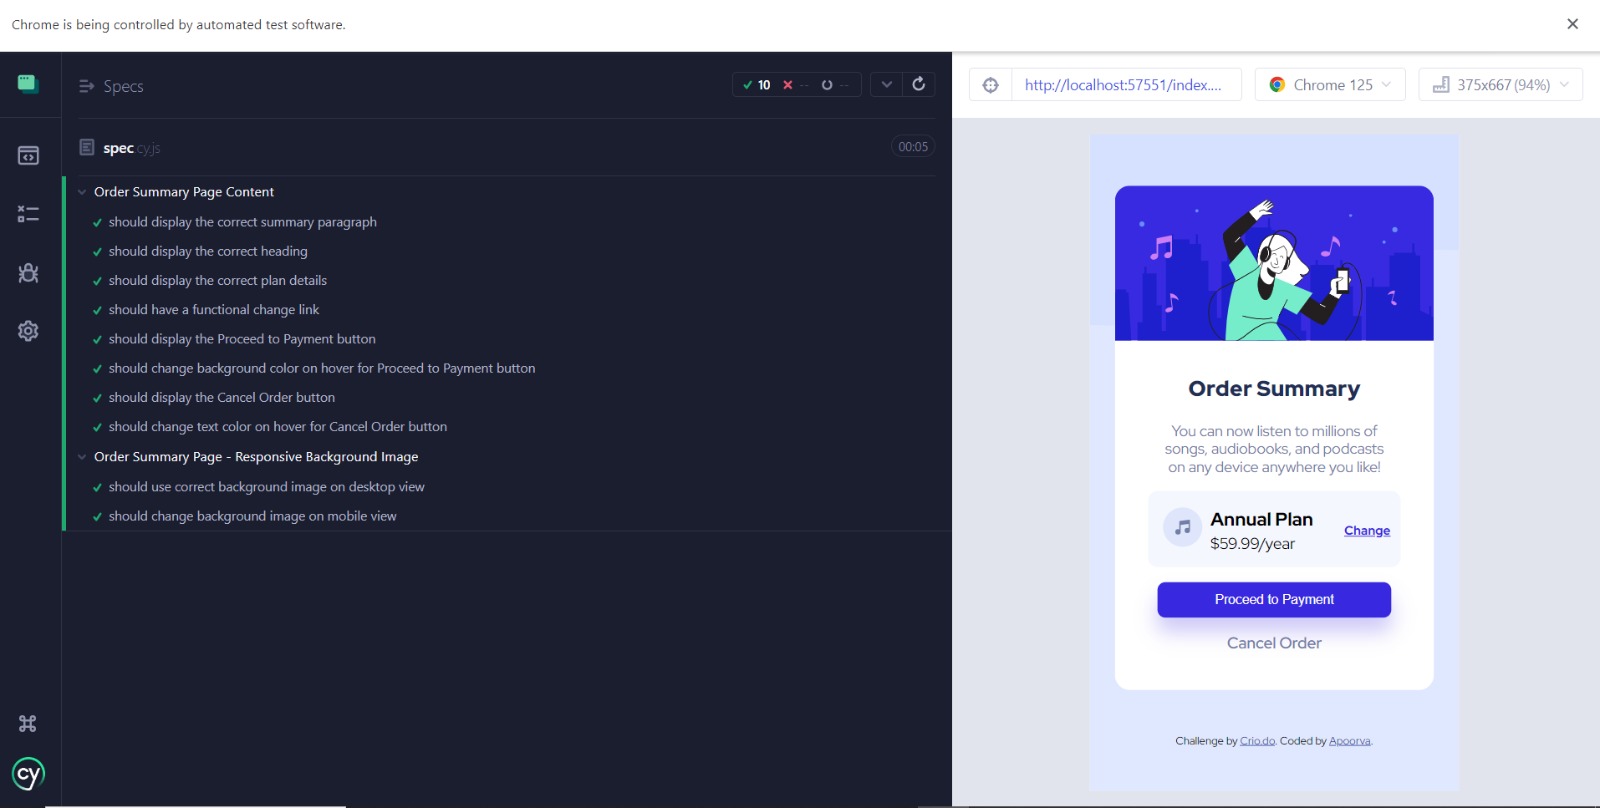 Chrome is being controlled by automated test software.
Specs
10 -- --
spec.cy.js
00:05
Order Summary Page Content
should display the correct summary paragraph
should display the correct heading
should display the correct plan details
should have a functional change link
should display the Proceed to Payment button
should change background color on hover for Proceed to Payment button
should display the Cancel Order button
should change text color on hover for Cancel Order button
Order Summary Page - Responsive Background Image
should use correct background image on desktop view
should change background image on mobile view
cy
http://localhost:57551/index....
Chrome 125
375x667 (94%)
Order Summary
You can now listen to millions of
songs, audiobooks, and podcasts
on any device anywhere you like!
Annual Plan
$59.99/year
Change
Proceed to Payment
Cancel Order
Challenge by Crio.do. Coded by Apoorva.